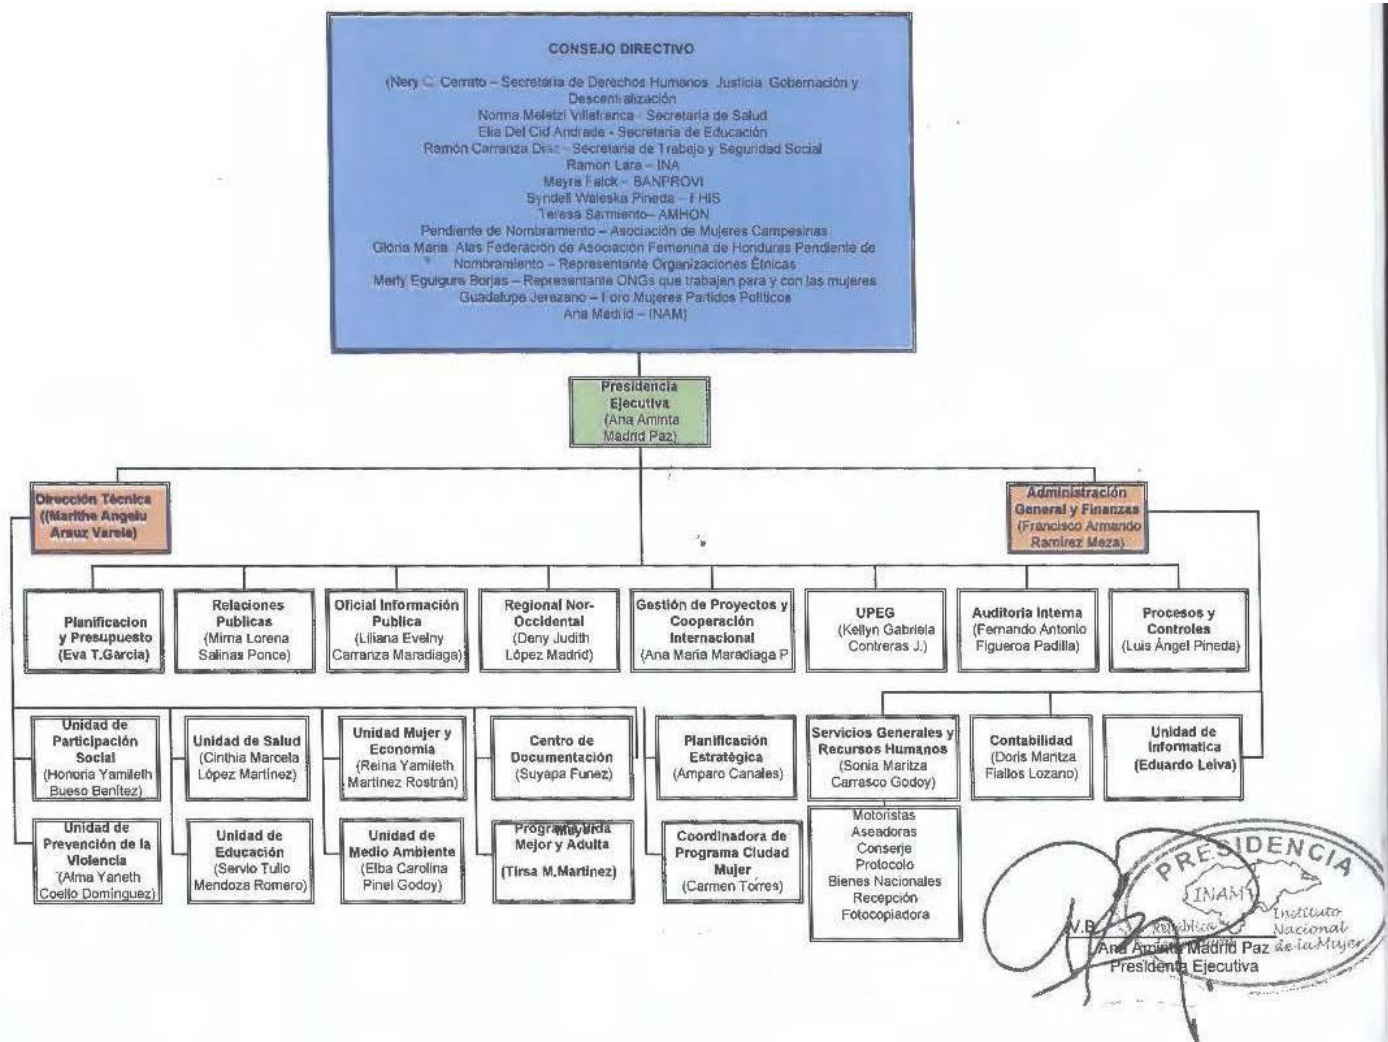 CONSEJO DIRECTIVO
(Nery C. Cerrato – Secretaria de Derechos Humanos Justicia Gobernación y
Descentralización
Norma Meletzi Villafranca - Secretaria de Salud
Elia Del Cid Andrade - Secretaria de Educación
Ramón Carranza Diaz - Secretaria de Trabajo y Seguridad Social
Ramon Lara – INA
Mayra Falck – BANPROVI
Syndell Waleska Pineda – FHIS
Teresa Sarmiento– AMHON
Pendiente de Nombramiento – Asociación de Mujeres Campesinas
Gloria Maria Alas Federación de Asociación Femenina de Honduras Pendiente de
Nombramiento – Representante Organizaciones Étnicas
Merly Eguigure Borjas – Representante ONGs que trabajen para y con las mujeres
Guadalupe Jerezano – Foro Mujeres Partidos Políticos
Ana Madrid – INAM)
Presidencia
Ejecutiva
(Ana Aminta
Madrid Paz)
Dirección Técnica
((Marithe Angelu
Arauz Varela)
Administración
General y Finanzas
(Francisco Armando
Ramirez Meza)
Planificacion
y Presupuesto
(Eva T.Garcia)
Relaciones
Publicas
(Mirna Lorena
Salinas Ponce)
Oficial Información
Publica
(Liliana Evelny
Carranza Maradiaga)
Regional Nor-
Occidental
(Deny Judith
López Madrid)
Gestión de Proyectos y
Cooperación
Internacional
(Ana Maria Maradiaga P
UPEG
(Kellyn Gabriela
Contreras J.)
Auditoria Interna
(Fernando Antonio
Figueroa Padilla)
Procesos y
Controles
(Luis Ángel Pineda)
Unidad de
Participación
Social
(Honoria Yamileth
Bueso Benítez)
Unidad de Salud
(Cinthia Marcela
López Martínez)
Unidad Mujer y
Economía
(Reina Yamileth
Martinez Rostrán)
Centro de
Documentación
(Suyapa Funez)
Planificación
Estratégica
(Amparo Canales)
Servicios Generales y
Recursos Humanos
(Sonia Maritza
Carrasco Godoy)
Contabilidad
(Doris Maritza
Fiallos Lozano)
Unidad de
Informatica
(Eduardo Leiva)
Unidad de
Prevención de la
Violencia
(Alma Yaneth
Coello Dominguez)
Unidad de
Educación
(Servio Tulio
Mendoza Romero)
Unidad de
Medio Ambiente
(Elba Carolina
Pinel Godoy)
Programa Vida
Mejor y Adulta
Mayor
(Tirsa M.Martinez)
Coordinadora de
Programa Ciudad
Mujer
(Carmen Torres)
Motoristas
Aseadoras
Conserje
Protocolo
Bienes Nacionales
Recepción
Fotocopiadora
PRESIDENCIA
INAM
Instituto
Nacional
de la Mujer
V.B.
Ana Aminta Madrid Paz
Presidenta Ejecutiva